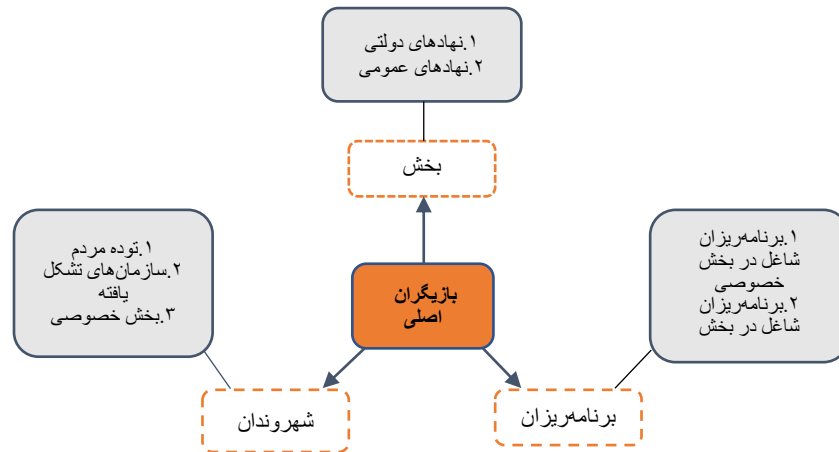 ۱.نهادهای دولتی
۲.نهادهای عمومی
بخش
۱.برنامه‌ریزان
شاغل در بخش
خصوصی
۲.برنامه‌ریزان
شاغل در بخش
۱.توده مردم
۲.سازمان‌های تشکل
یافته
۳.بخش خصوصی
بازیگران
اصلی
برنامه‌ریزان
شهروندان